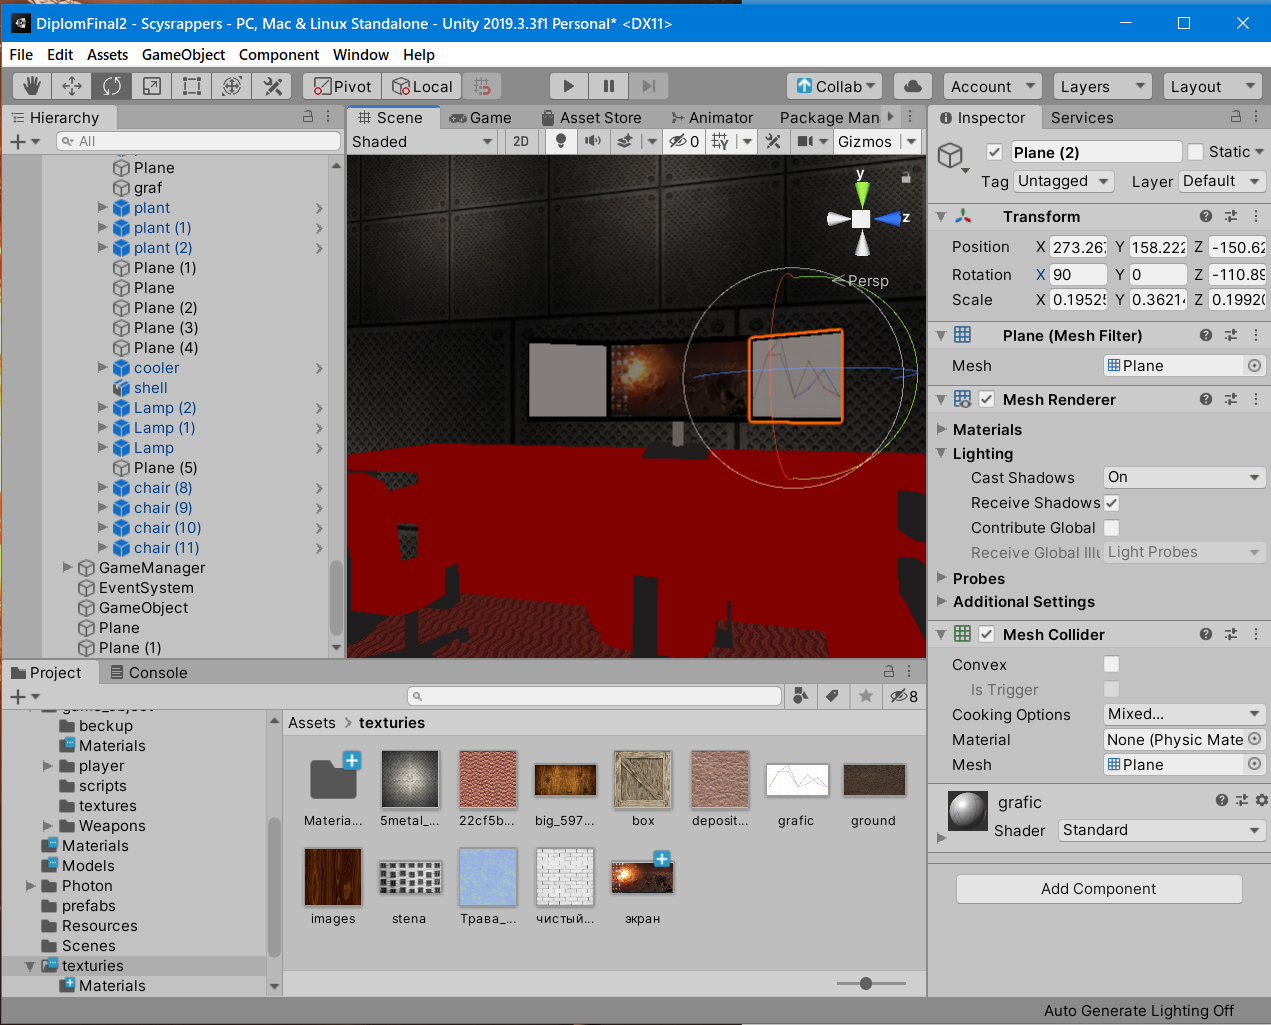 DiplomFinal2 - Scysrappers - PC, Mac & Linux Standalone - Unity 2019.3.3f1 Personal* <DX11>
File Edit Assets GameObject Component Window Help
Pivot Local Collab Account Layers Layout
Hierarchy
All
Plane
graf
plant
plant (1)
plant (2)
Plane (1)
Plane
Plane (2)
Plane (3)
Plane (4)
cooler
shell
Lamp (2)
Lamp (1)
Lamp
Plane (5)
chair (8)
chair (9)
chair (10)
chair (11)
GameManager
EventSystem
GameObject
Plane
Plane (1)
Scene Game Asset Store Animator Package Man
Shaded 2D 0 Gizmos
y
z
Persp
Inspector Services
Plane (2) Static
Tag Untagged Layer Default
Transform
Position X 273.267 Y 158.222 Z -150.62
Rotation X 90 Y 0 Z -110.89
Scale X 0.19525 Y 0.36214 Z 0.19920
Plane (Mesh Filter)
Mesh Plane
Mesh Renderer
Materials
Lighting
Cast Shadows On
Receive Shadows
Contribute Global
Receive Global Illu Light Probes
Probes
Additional Settings
Mesh Collider
Convex
Is Trigger
Cooking Options Mixed...
Material None (Physic Mate
Mesh Plane
grafic
Shader Standard
Add Component
Project Console
8
game_object
beckup
Materials
player
scripts
textures
Weapons
Materials
Models
Photon
prefabs
Resources
Scenes
texturies
Materials
Assets > texturies
Materia... 5metal_... 22cf5b... big_597... box deposit... grafic ground
images stena Трава_... чистый... экран
Auto Generate Lighting Off